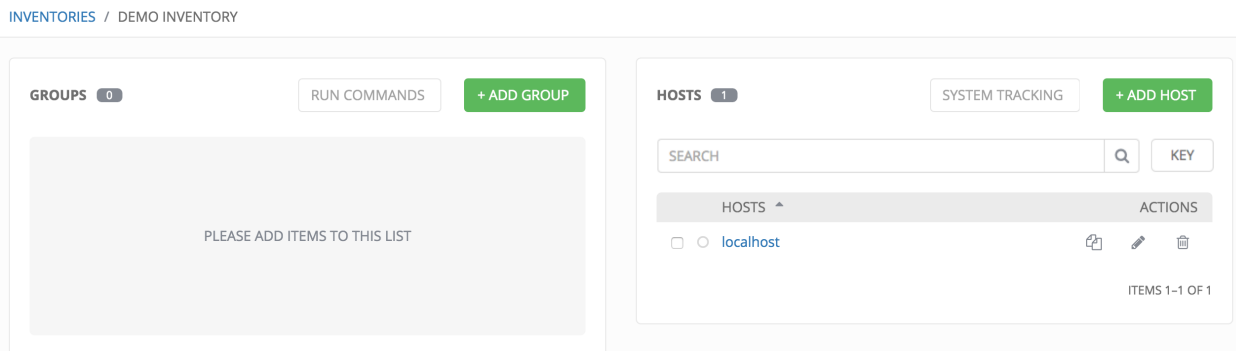 INVENTORIES / DEMO INVENTORY
GROUPS 0 RUN COMMANDS + ADD GROUP
PLEASE ADD ITEMS TO THIS LIST
HOSTS 1 SYSTEM TRACKING + ADD HOST
SEARCH KEY
HOSTS ACTIONS
localhost
ITEMS 1–1 OF 1